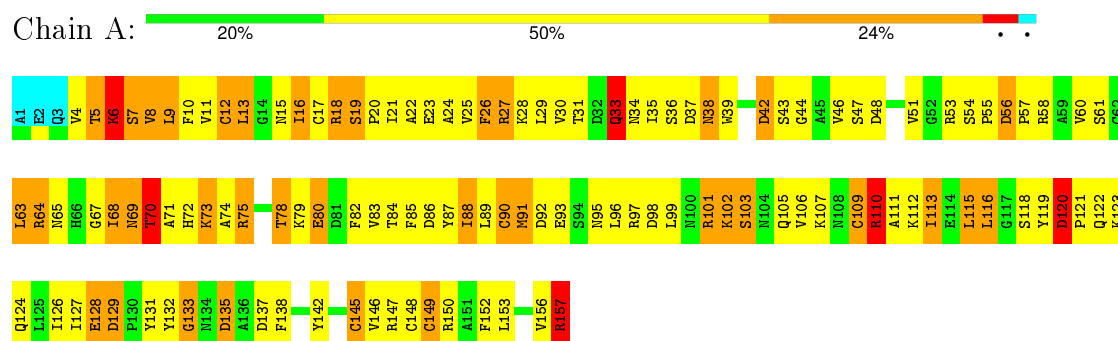 Chain A:
20% 50% 24% • •
A1 E2 Q3 V4 T5 K6 S7 V8 L9 F10 V11 C12 L13 G14 N15 I16 C17 R18 S19 P20 I21 A22 E23 A24 V25 F26 R27 K28 L29 V30 T31 D32 Q33 N34 I35 S36 D37 N38 W39 D42 S43 G44 A45 V46 S47 D48 V51 G52 R53 S54 P55 D56 P57 R58 A59 V60 S61
L63 R64 N65 H66 G67 I68 N69 T70 A71 H72 K73 A74 R75 T78 K79 E80 D81 F82 V83 T84 F85 D86 Y87 I88 L89 C90 M91 D92 E93 S94 N95 L96 R97 D98 L99 N100 R101 K102 S103 N104 Q105 V106 K107 N108 C109 R110 A111 K112 I113 E114 L115 L116 G117 S118 Y119 D120 P121 Q122 K123
Q124 L125 I126 I127 E128 D129 P130 Y131 Y132 G133 N134 D135 A136 D137 F138 Y142 C145 V146 R147 C148 C149 R150 A151 F152 L153 V156 R157